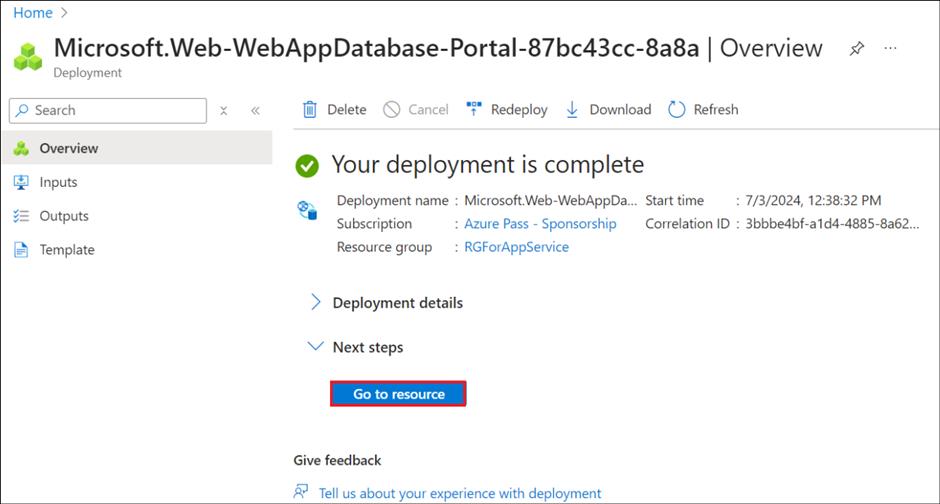 Home >
Microsoft.Web-WebAppDatabase-Portal-87bc43cc-8a8a | Overview ...
Deployment
Search
Delete Cancel Redeploy Download Refresh
Overview
Inputs
Outputs
Template
Your deployment is complete
Deployment name : Microsoft.Web-WebAppDa... Start time : 7/3/2024, 12:38:32 PM
Subscription : Azure Pass - Sponsorship Correlation ID : 3bbbe4bf-a1d4-4885-8a62...
Resource group : RGForAppService
Deployment details
Next steps
Go to resource
Give feedback
Tell us about your experience with deployment